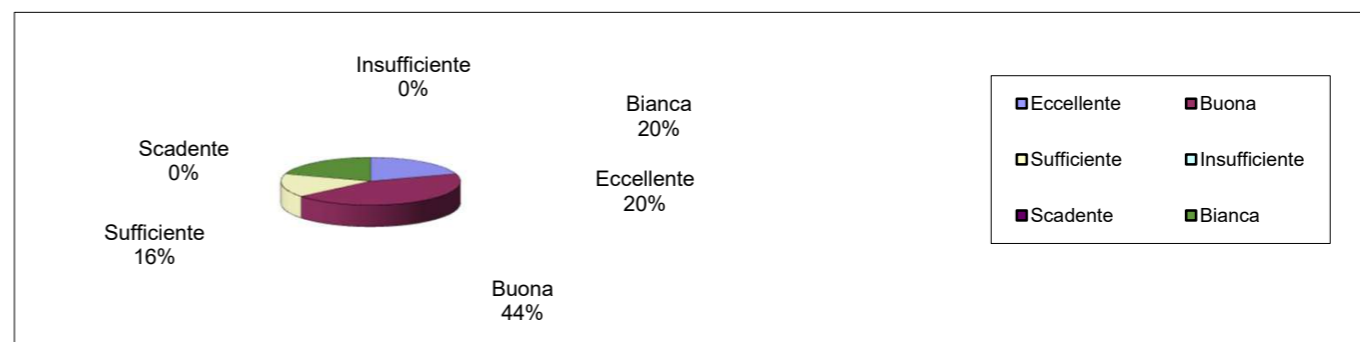 Insufficiente
0%
Bianca
20%
Scadente
0%
Eccellente
20%
Sufficiente
16%
Buona
44%
Eccellente
Buona
Sufficiente
Insufficiente
Scadente
Bianca